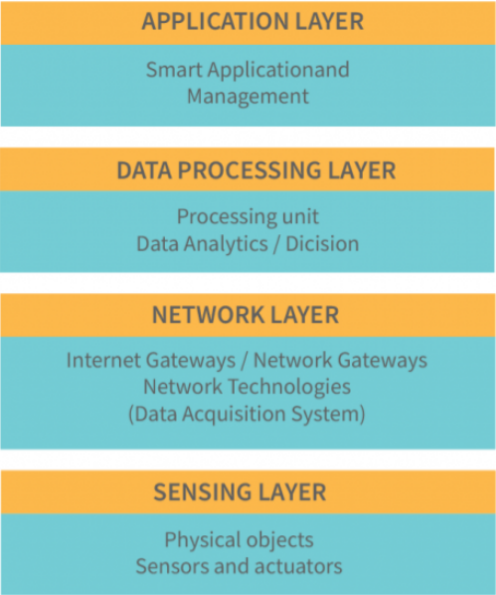 APPLICATION LAYER
Smart Applicationand
Management
DATA PROCESSING LAYER
Processing unit
Data Analytics / Dicision
NETWORK LAYER
Internet Gateways / Network Gateways
Network Technologies
(Data Acquisition System)
SENSING LAYER
Physical objects
Sensors and actuators